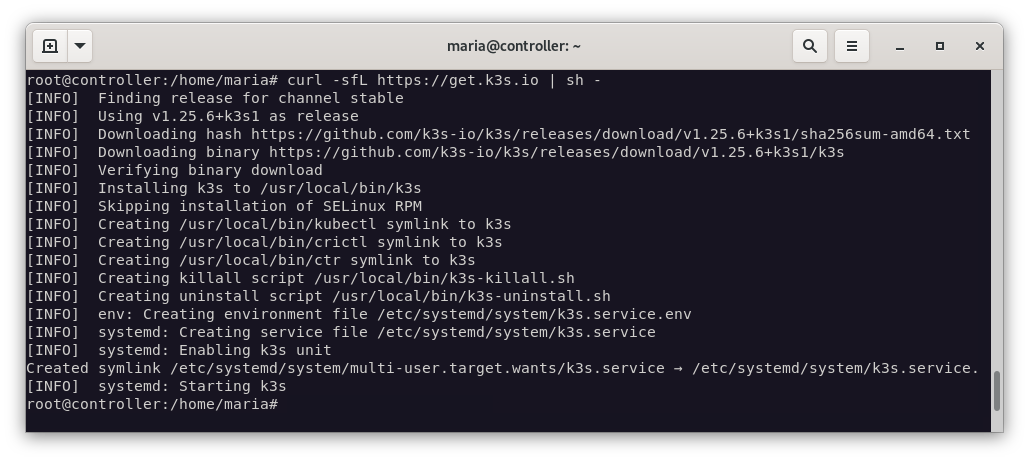 maria@controller: ~
root@controller:/home/maria# curl -sfL https://get.k3s.io | sh -
[INFO]  Finding release for channel stable
[INFO]  Using v1.25.6+k3s1 as release
[INFO]  Downloading hash https://github.com/k3s-io/k3s/releases/download/v1.25.6+k3s1/sha256sum-amd64.txt
[INFO]  Downloading binary https://github.com/k3s-io/k3s/releases/download/v1.25.6+k3s1/k3s
[INFO]  Verifying binary download
[INFO]  Installing k3s to /usr/local/bin/k3s
[INFO]  Skipping installation of SELinux RPM
[INFO]  Creating /usr/local/bin/kubectl symlink to k3s
[INFO]  Creating /usr/local/bin/crictl symlink to k3s
[INFO]  Creating /usr/local/bin/ctr symlink to k3s
[INFO]  Creating killall script /usr/local/bin/k3s-killall.sh
[INFO]  Creating uninstall script /usr/local/bin/k3s-uninstall.sh
[INFO]  env: Creating environment file /etc/systemd/system/k3s.service.env
[INFO]  systemd: Creating service file /etc/systemd/system/k3s.service
[INFO]  systemd: Enabling k3s unit
Created symlink /etc/systemd/system/multi-user.target.wants/k3s.service → /etc/systemd/system/k3s.service.
[INFO]  systemd: Starting k3s
root@controller:/home/maria#